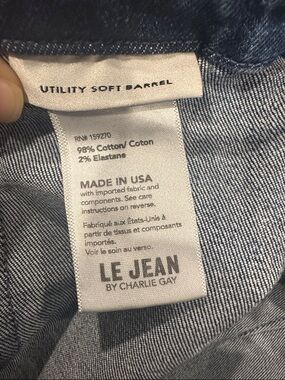 UTILITY SOFT BARREL
RN# 159270
98% Cotton/ Coton
2% Elastane
MADE IN USA
with imported fabric and
components. See care
instructions on reverse.
Fabriqué aux États-Unis à
partir de tissus et composants
importés.
Voir le soin au verso.
LE JEAN
BY CHARLIE GAY